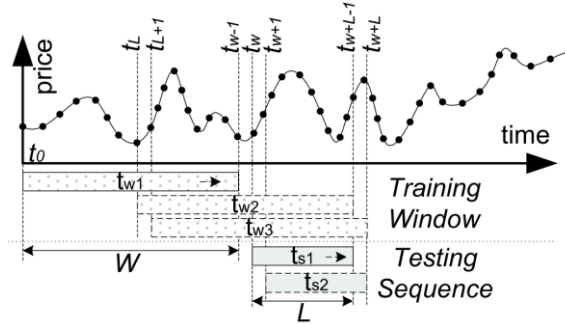 t_L t_{L+1} t_{w-1} t_w t_{w+1} t_{w+L-1} t_{w+L}
price
time
t_0
t_{w1}
Training
t_{w2}
Window
t_{w3}
W
t_{s1}
Testing
t_{s2}
Sequence
L